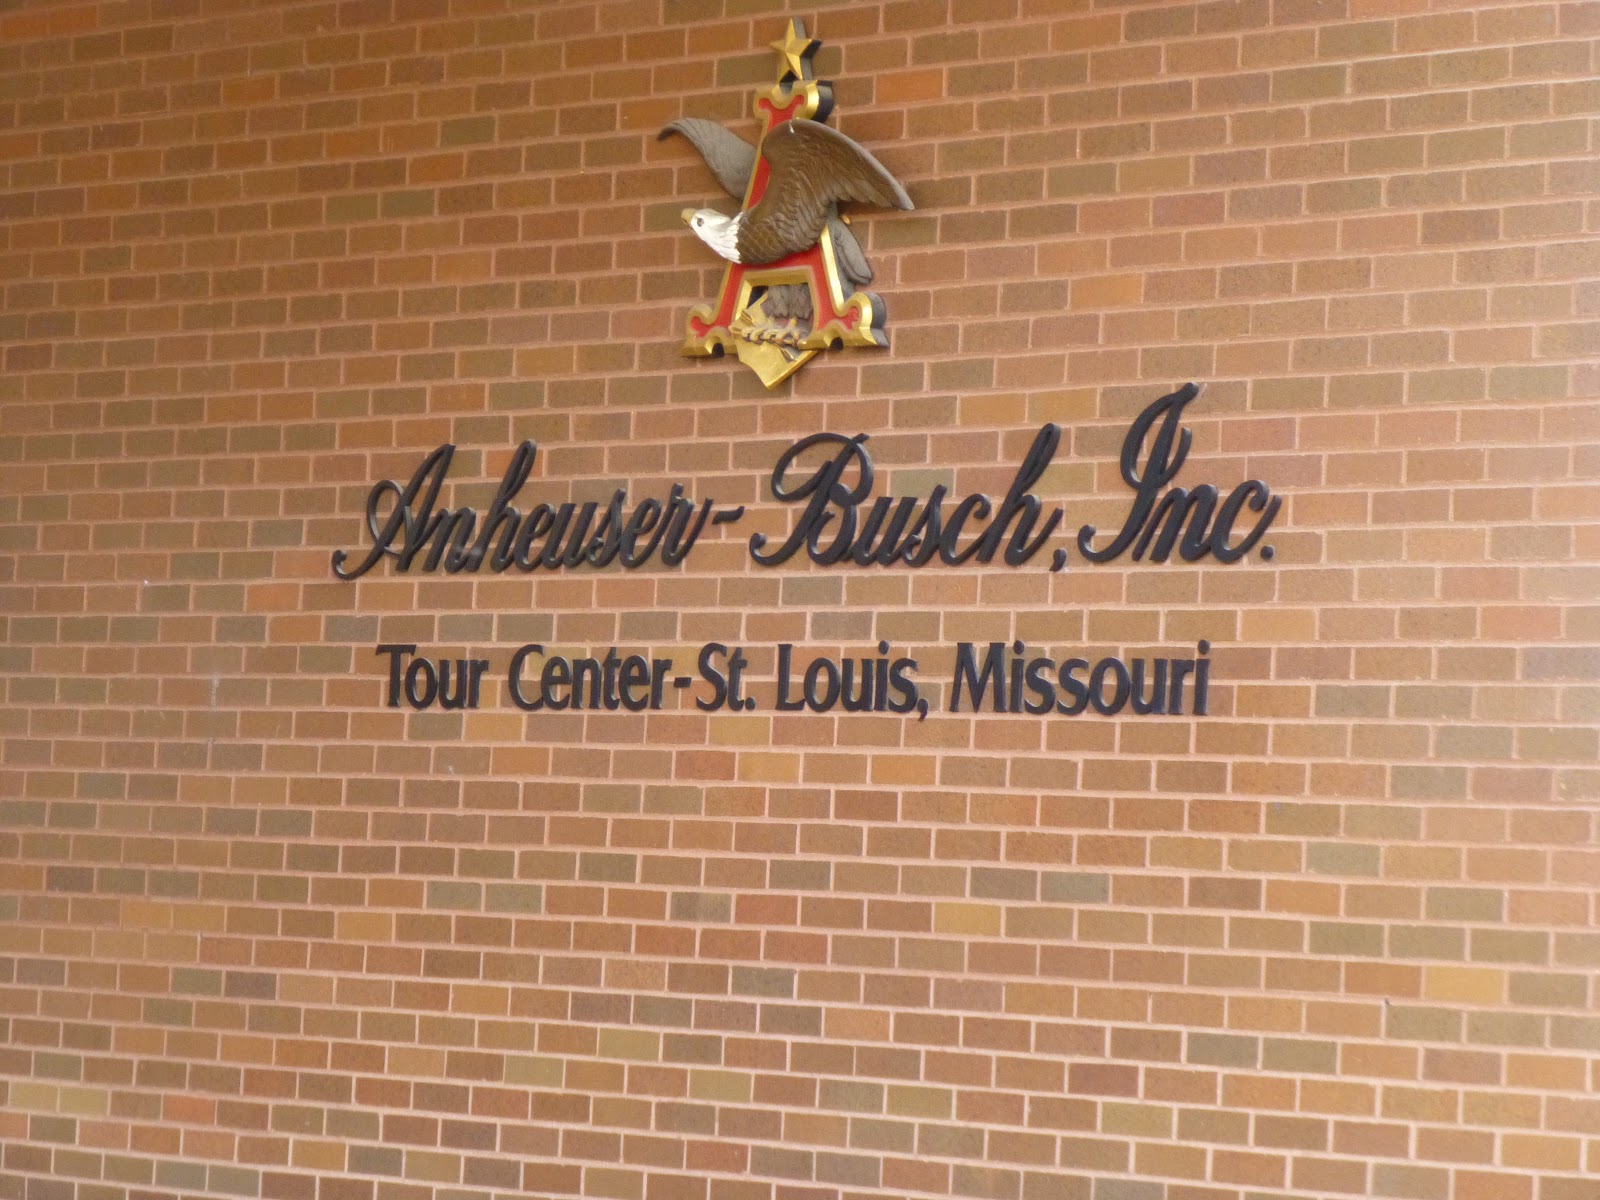 Anheuser-Busch, Inc.
Tour Center-St. Louis, Missouri